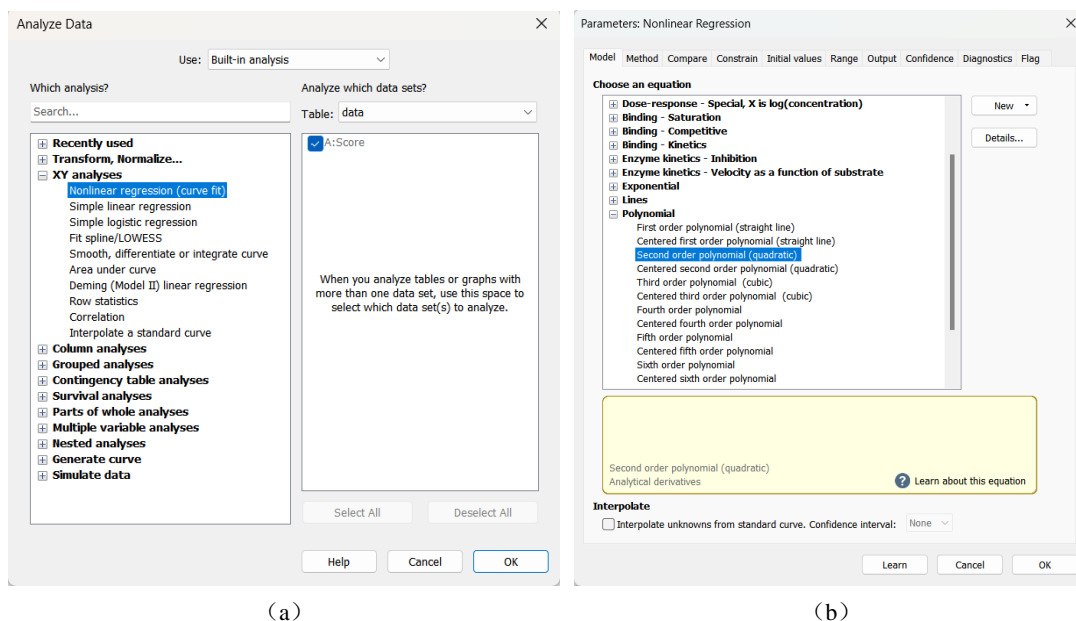 Analyze Data
Use: Built-in analysis
Which analysis?
Search...
Recently used
Transform, Normalize...
XY analyses
Nonlinear regression (curve fit)
Simple linear regression
Simple logistic regression
Fit spline/LOWESS
Smooth, differentiate or integrate curve
Area under curve
Deming (Model II) linear regression
Row statistics
Correlation
Interpolate a standard curve
Column analyses
Grouped analyses
Contingency table analyses
Survival analyses
Parts of whole analyses
Multiple variable analyses
Nested analyses
Generate curve
Simulate data
Analyze which data sets?
Table: data
A:Score
When you analyze tables or graphs with
more than one data set, use this space to
select which data set(s) to analyze.
Select All Deselect All
Help Cancel OK
(a)
Parameters: Nonlinear Regression
Model Method Compare Constrain Initial values Range Output Confidence Diagnostics Flag
Choose an equation
Dose-response - Special, X is log(concentration)
Binding - Saturation
Binding - Competitive
Binding - Kinetics
Enzyme kinetics - Inhibition
Enzyme kinetics - Velocity as a function of substrate
Exponential
Lines
Polynomial
First order polynomial (straight line)
Centered first order polynomial (straight line)
Second order polynomial (quadratic)
Centered second order polynomial (quadratic)
Third order polynomial (cubic)
Centered third order polynomial (cubic)
Fourth order polynomial
Centered fourth order polynomial
Fifth order polynomial
Centered fifth order polynomial
Sixth order polynomial
Centered sixth order polynomial
New
Details...
Second order polynomial (quadratic)
Analytical derivatives
? Learn about this equation
Interpolate
Interpolate unknowns from standard curve. Confidence interval: None
Learn Cancel OK
(b)